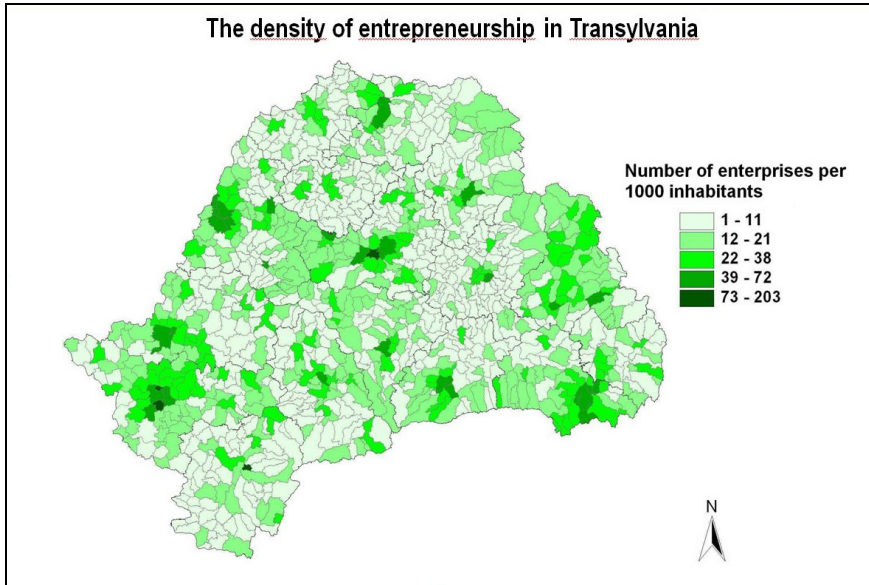 The density of entrepreneurship in Transylvania
Number of enterprises per
1000 inhabitants
1 - 11
12 - 21
22 - 38
39 - 72
73 - 203
N